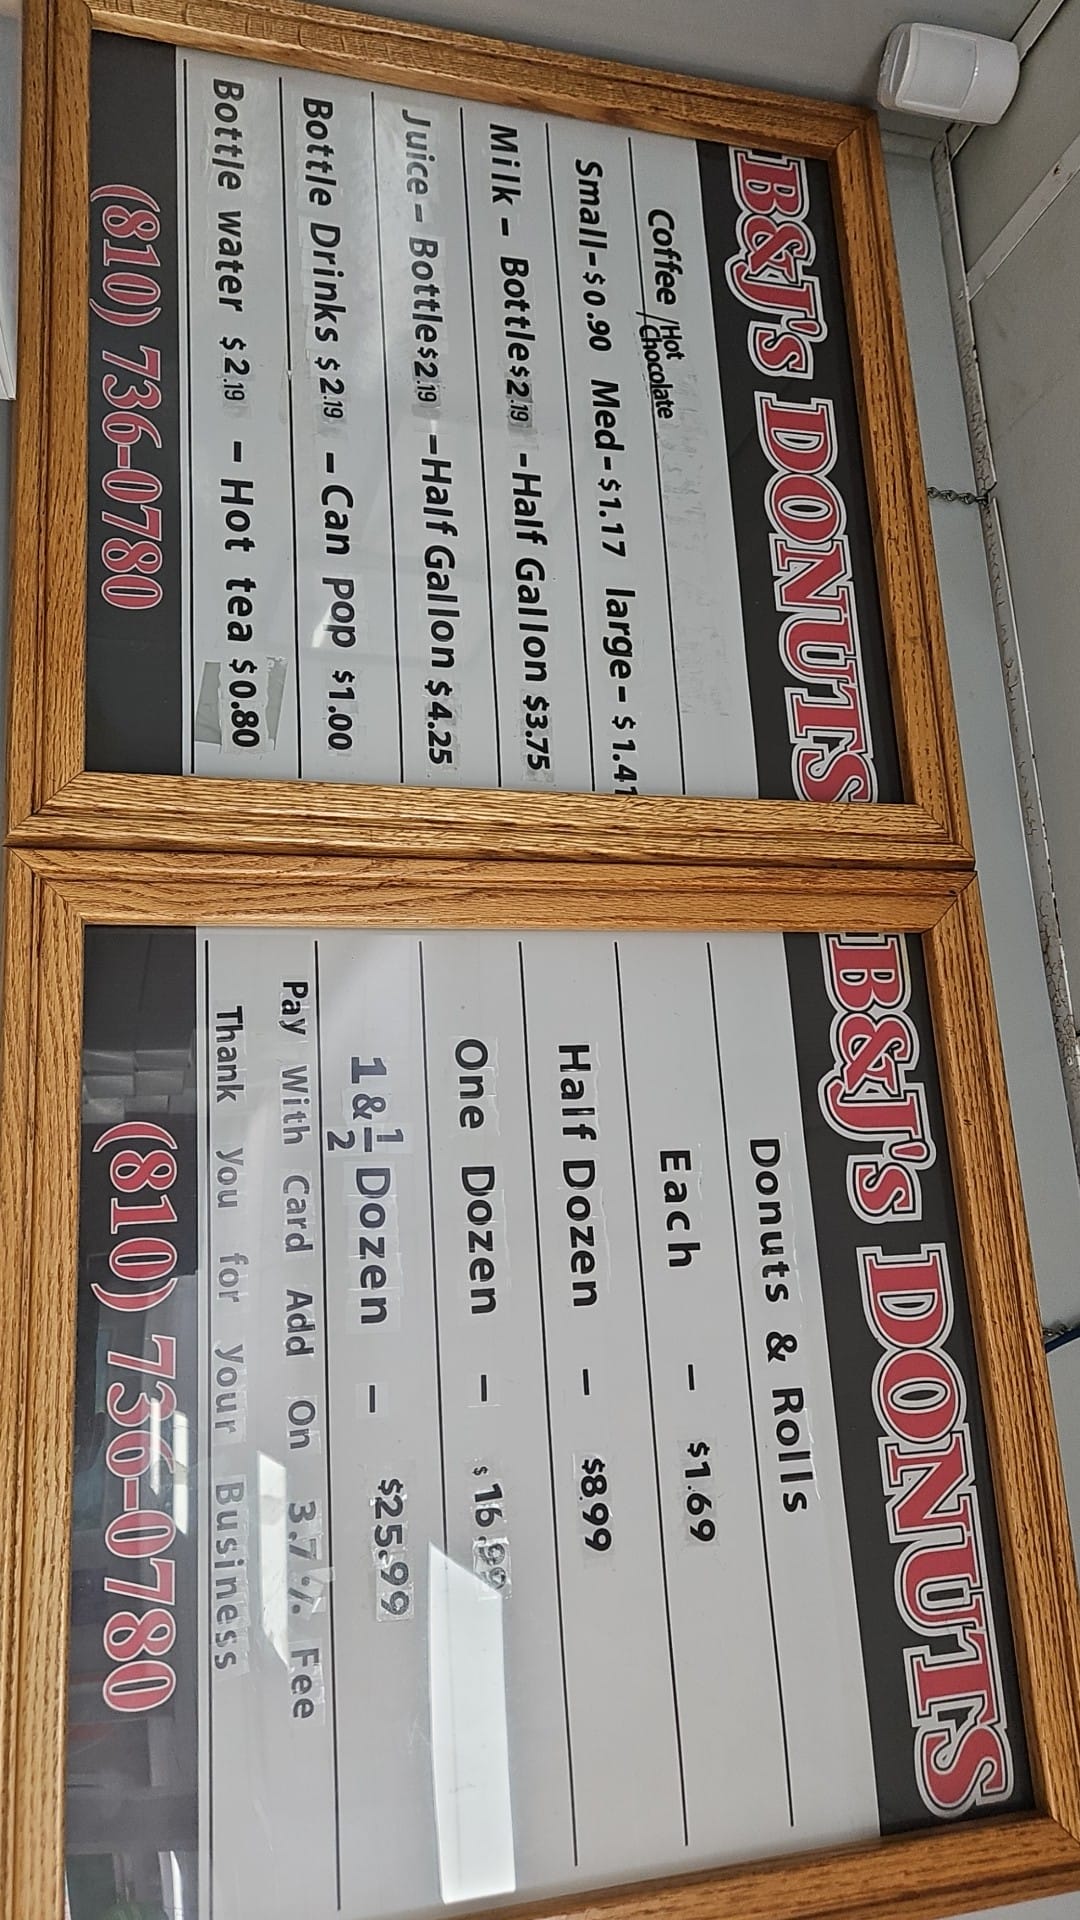 B&J's DONUTS
Coffee / Hot Chocolate
Small-$0.90 Med-$1.17 large-$1.41
Milk - Bottle $2.19 -Half Gallon $3.75
Juice - Bottle $2.19 -Half Gallon $4.25
Bottle Drinks $2.19 - Can pop $1.00
Bottle water $2.19 - Hot tea $0.80
(810) 736-0780
B&J's DONUTS
Donuts & Rolls
Each - $1.69
Half Dozen - $8.99
One Dozen - $16.99
1 & 1/2 Dozen - $25.99
Pay With Card Add On 3.7% Fee
Thank you for your Business
(810) 736-0780